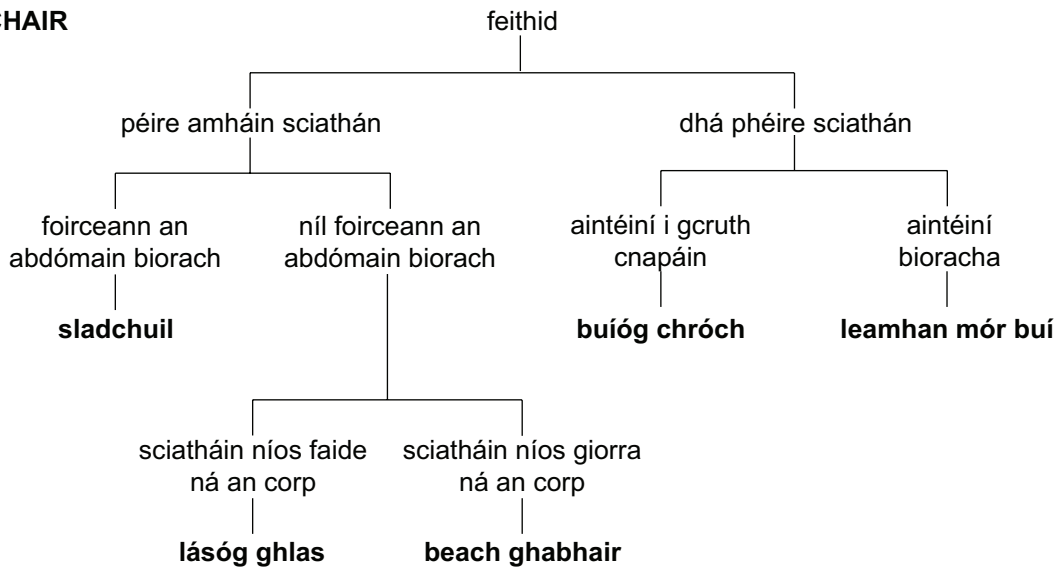 CHAIR
feithid
péire amháin sciathán
dhá phéire sciathán
foirceann an
abdómain biorach
níl foirceann an
abdómain biorach
aintéiní i gcruth
cnapáin
aintéiní
bioracha
sladchuil
buíóg chróch
leamhan mór buí
sciatháin níos faide
ná an corp
sciatháin níos giorra
ná an corp
lásóg ghlas
beach ghabhair